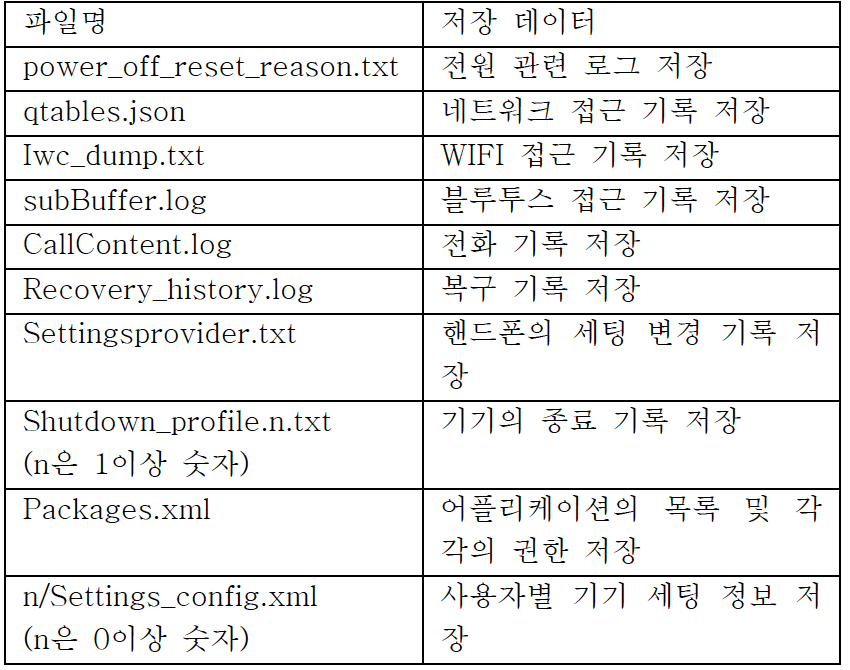 파일명 저장 데이터
power_off_reset_reason.txt 전원 관련 로그 저장
qtables.json 네트워크 접근 기록 저장
Iwc_dump.txt WIFI 접근 기록 저장
subBuffer.log 블루투스 접근 기록 저장
CallContent.log 전화 기록 저장
Recovery_history.log 복구 기록 저장
Settingsprovider.txt 핸드폰의 세팅 변경 기록 저
장
Shutdown_profile.n.txt 기기의 종료 기록 저장
(n은 1이상 숫자)
Packages.xml 어플리케이션의 목록 및 각
각의 권한 저장
n/Settings_config.xml 사용자별 기기 세팅 정보 저
(n은 0이상 숫자) 장